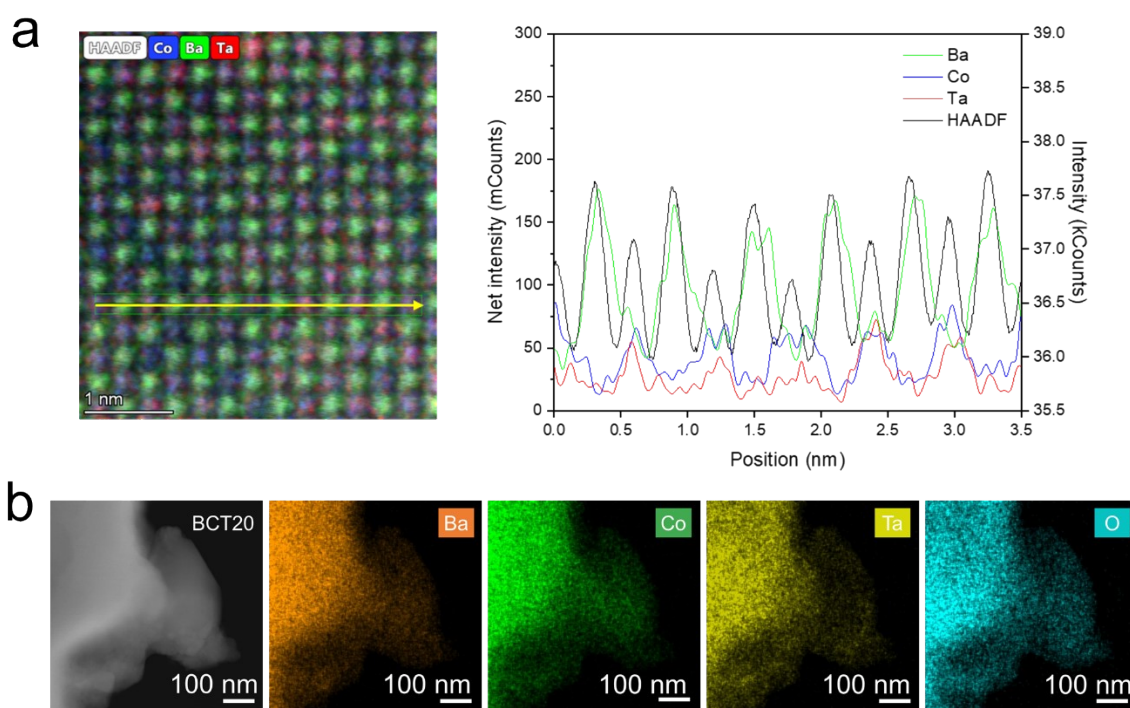 a
HAADF Co Ba Ta
1 nm
300
250
200
150
100
50
0
Net intensity (mCounts)
Ba
Co
Ta
HAADF
39.0
38.5
38.0
37.5
37.0
36.5
36.0
35.5
Intensity (kCounts)
0.0 0.5 1.0 1.5 2.0 2.5 3.0 3.5
Position (nm)
b
BCT20 Ba Co Ta O
100 nm 100 nm 100 nm 100 nm 100 nm